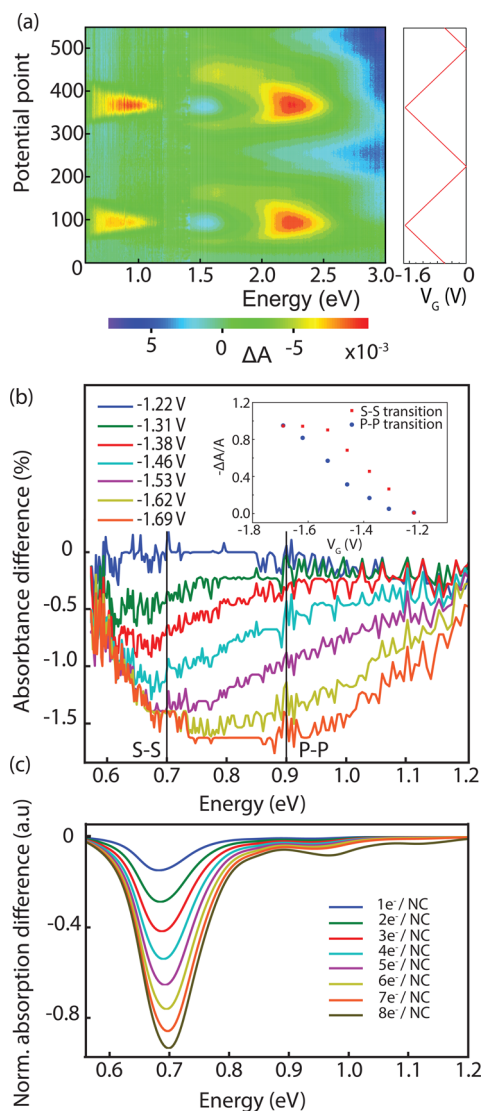 (a)
Potential point
500
400
300
200
100
0
1.0
1.5
2.0
2.5
3.0
Energy (eV)
-1.6
0
V_G (V)
5
0
-5
x10⁻³
ΔA
(b)
Absorbtance difference (%)
0
-0.5
-1.0
-1.5
-1.22 V
-1.31 V
-1.38 V
-1.46 V
-1.53 V
-1.62 V
-1.69 V
-ΔA/A
1.2
0.8
0.4
0.0
S-S transition
P-P transition
-1.8
-1.6
-1.4
-1.2
V_G (V)
S-S
P-P
0.6
0.7
0.8
0.9
1.0
1.1
1.2
Energy (eV)
(c)
Norm. absorption difference (a.u)
0
-0.4
-0.8
1e⁻/ NC
2e⁻/ NC
3e⁻/ NC
4e⁻/ NC
5e⁻/ NC
6e⁻/ NC
7e⁻/ NC
8e⁻/ NC
0.6
0.7
0.8
0.9
1.0
1.2
Energy (eV)